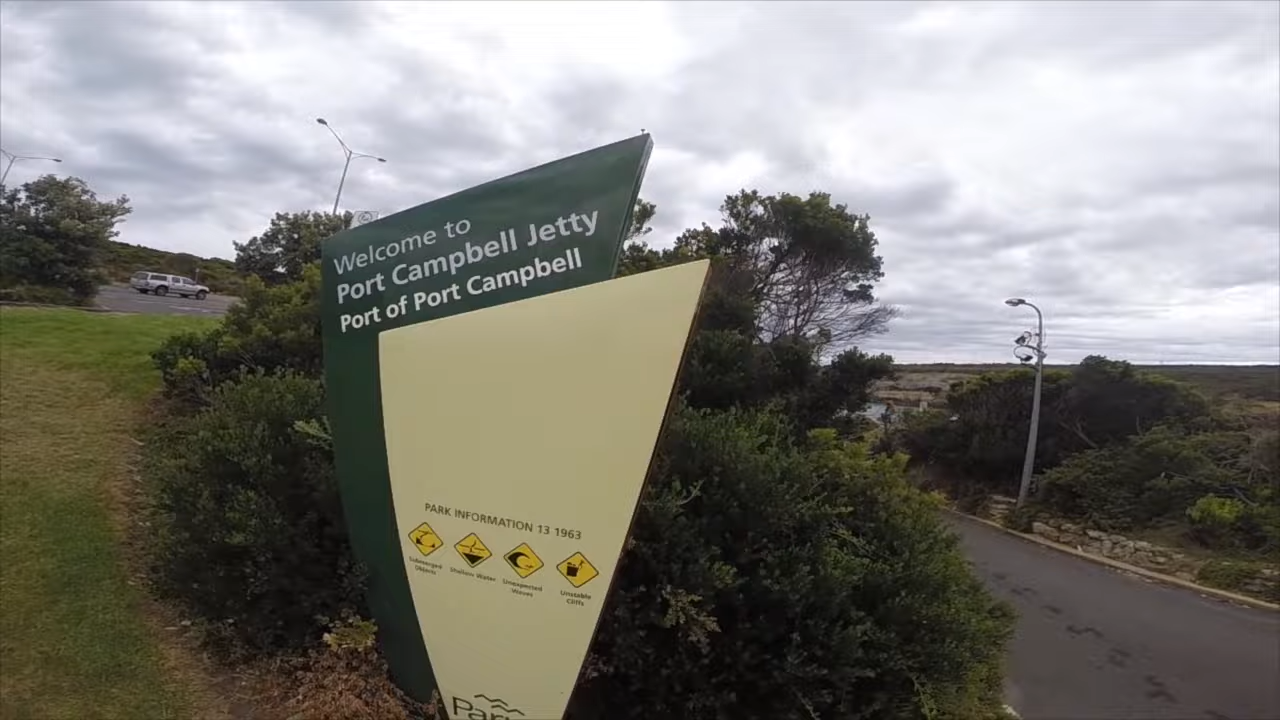 Welcome to
Port Campbell Jetty
Port of Port Campbell
PARK INFORMATION 13 1963
Submerged
Objects
Shallow Water
Unexpected
Waves
Unstable
Cliffs